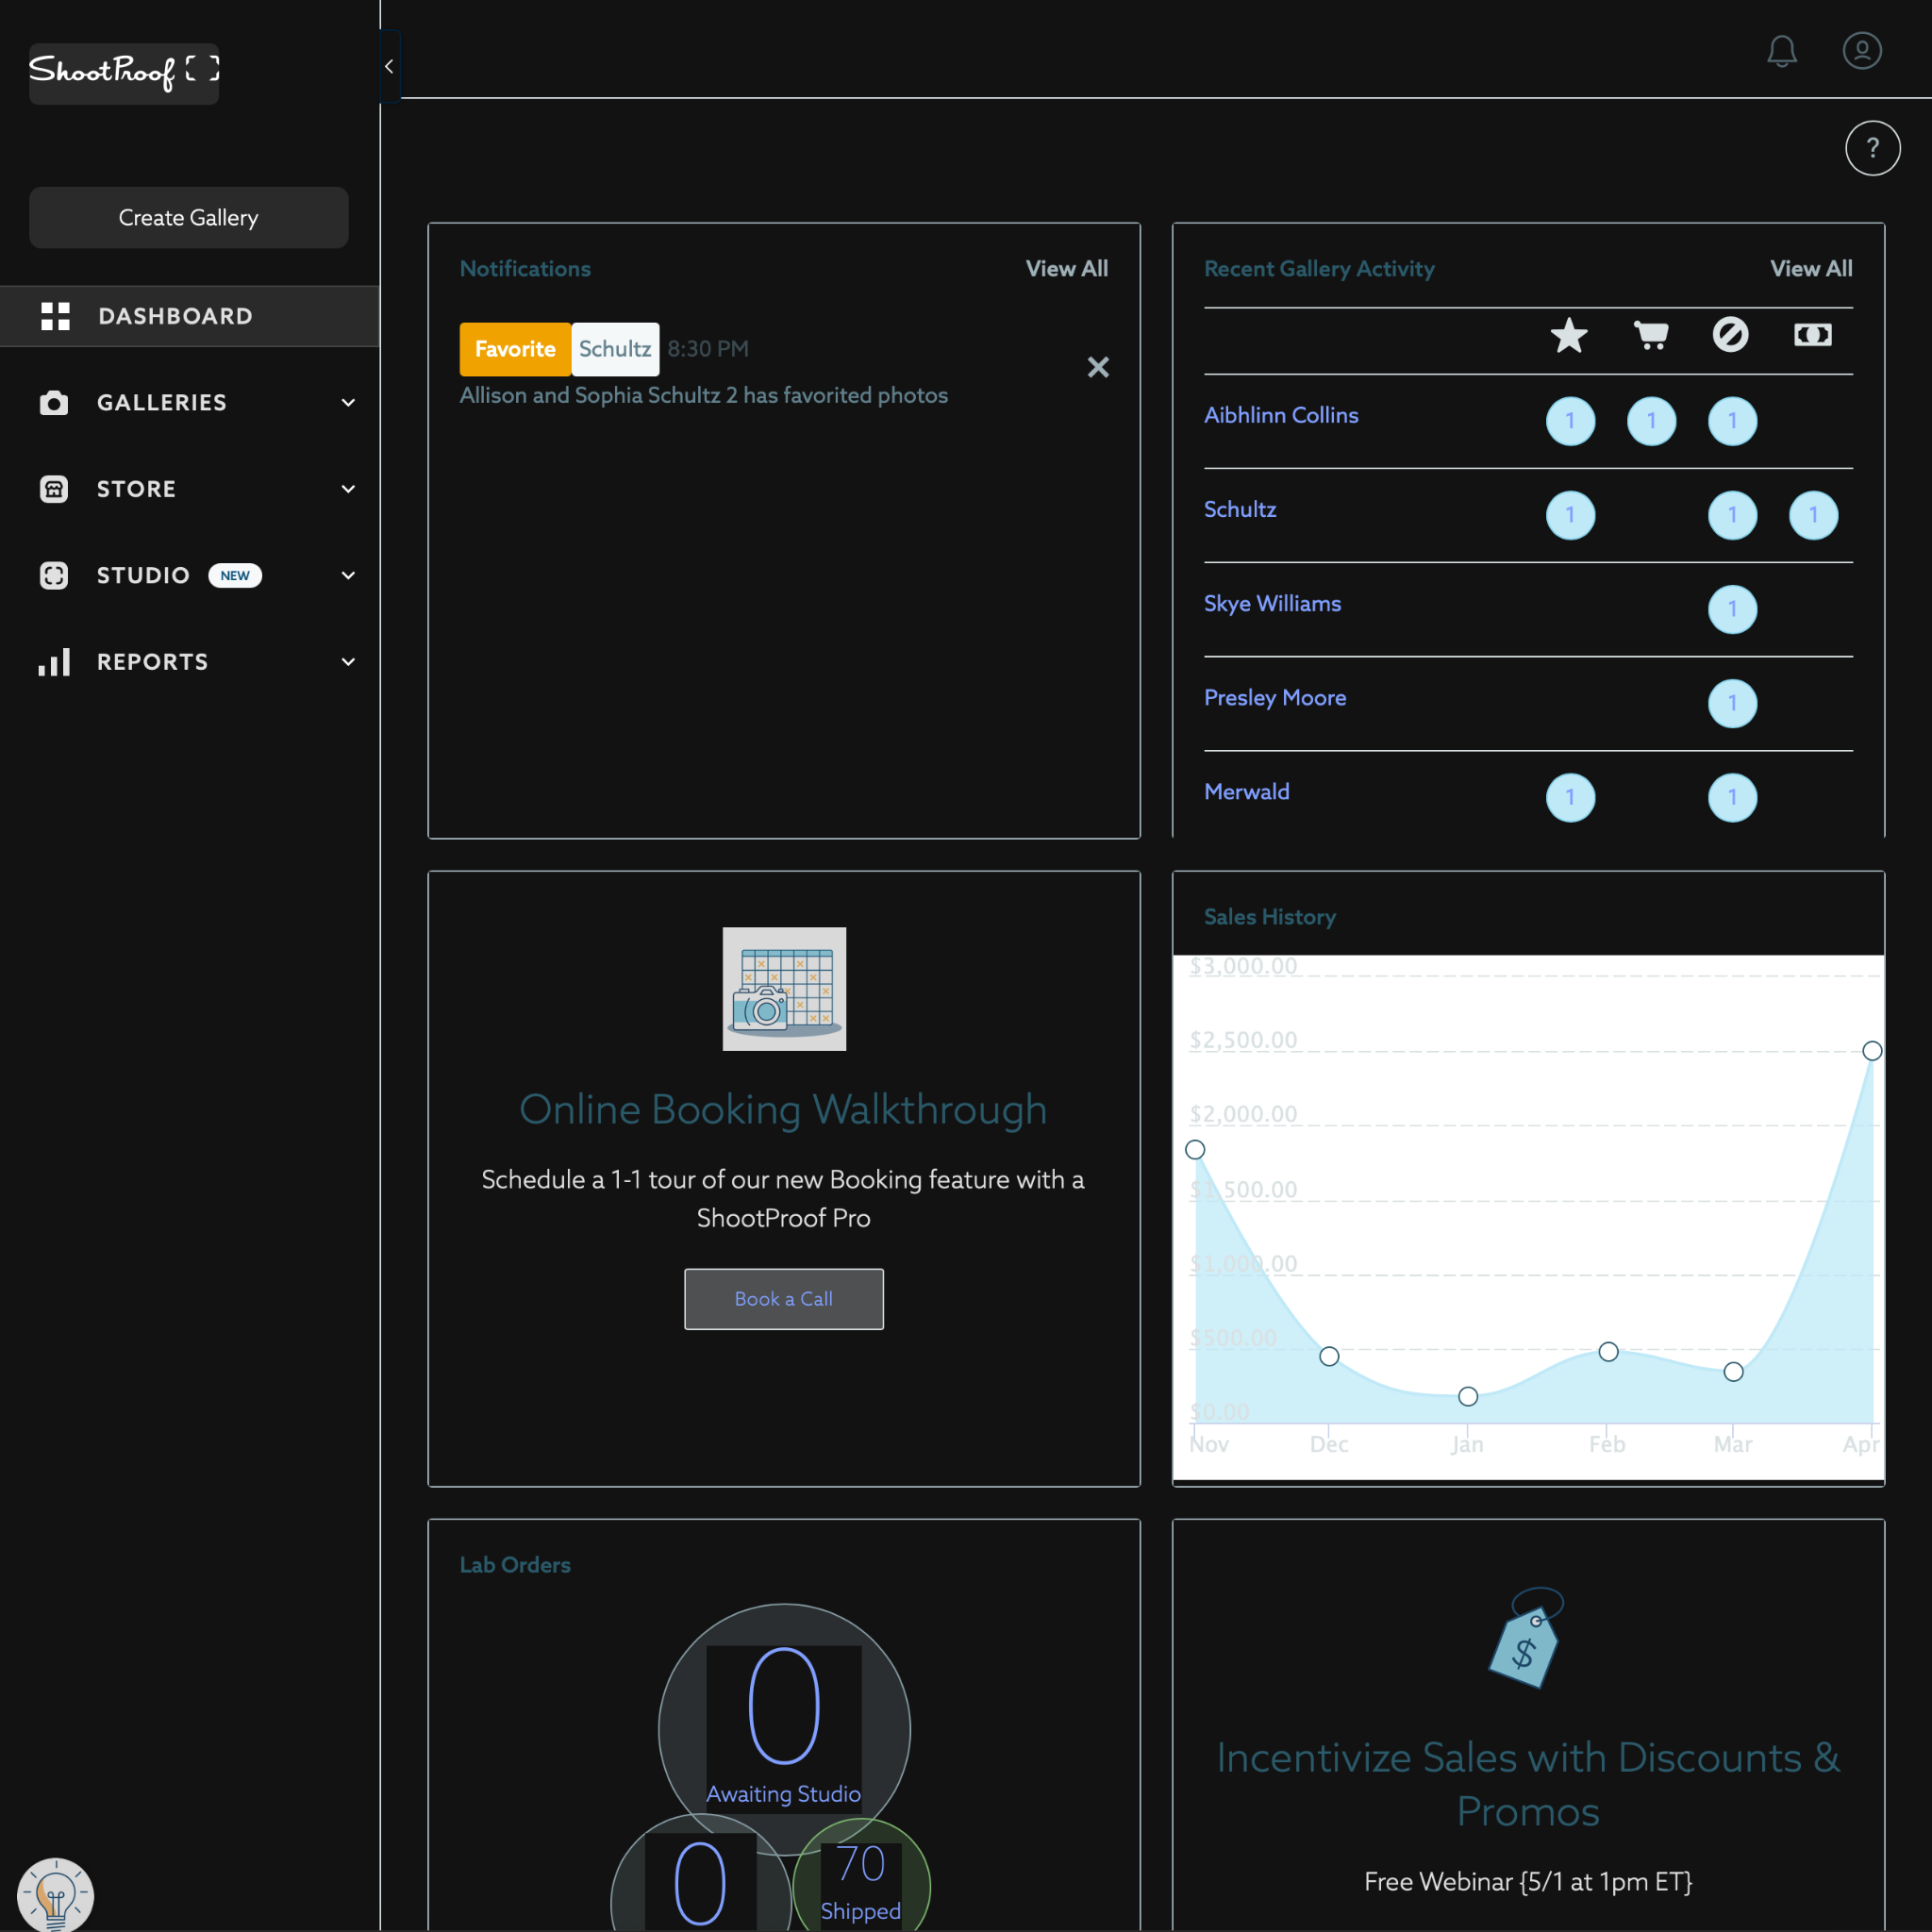 ShootProof
Create Gallery
DASHBOARD
GALLERIES
STORE
STUDIO NEW
REPORTS
?
Notifications View All
Favorite Schultz 8:30 PM
Allison and Sophia Schultz 2 has favorited photos
Recent Gallery Activity View All
Aibhlinn Collins 1 1 1
Schultz 1 1 1
Skye Williams 1
Presley Moore 1
Merwald 1 1
Online Booking Walkthrough
Schedule a 1-1 tour of our new Booking feature with a
ShootProof Pro
Book a Call
Sales History
$3,000.00
$2,500.00
$2,000.00
$1,500.00
$1,000.00
$500.00
$0.00
Nov Dec Jan Feb Mar Apr
Lab Orders
0
Awaiting Studio
0
70
Shipped
$
Incentivize Sales with Discounts &
Promos
Free Webinar {5/1 at 1pm ET}